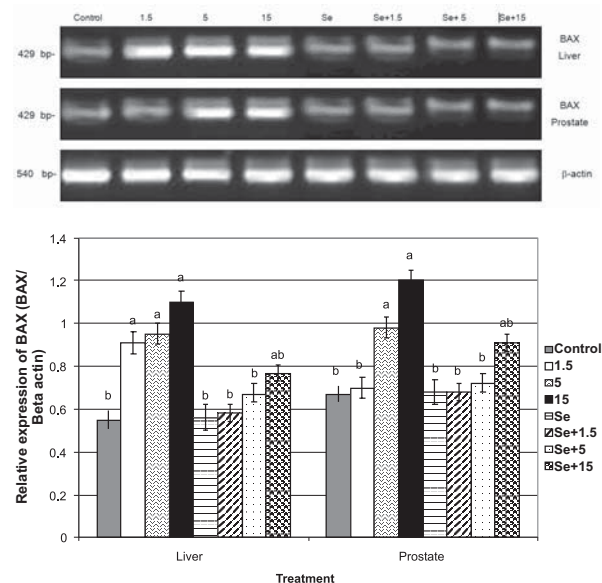 Control 1.5 5 15 Se Se+1.5 Se+ 5 Se+15
429 bp-
BAX
Liver
429 bp-
BAX
Prostate
540 bp-
β-actin
Relative expression of BAX (BAX/
Beta actin)
1.4
1.2
1
0.8
0.6
0.4
0,2
0
b a a a b b b ab
b b a a b b b ab
Liver Prostate
Treatment
Control
1.5
5
15
Se
Se+1.5
Se+5
Se+15